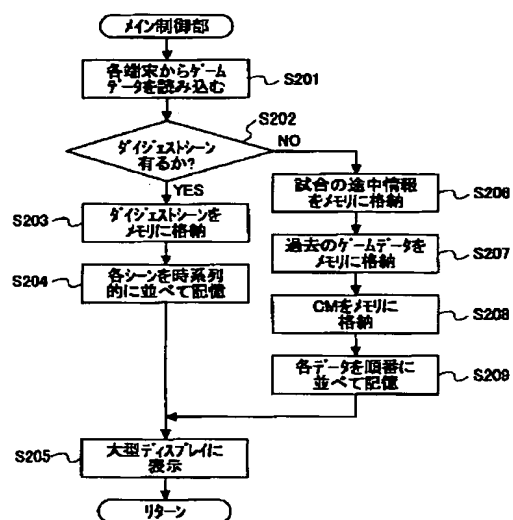 メイン制御部
各端末からゲーム
データを読み込む
S201
S202
ダイジェストシーン
有るか?
NO
YES
S203
ダイジェストシーンを
メモリに格納
S204
各シーンを時系列
的に並べて記憶
試合の途中情報
をメモリに格納
S206
過去のゲームデータを
メモリに格納
S207
CMをメモリに
格納
S208
各データを順番に
並べて記憶
S209
S205
大型ディスプレイに
表示
リターン